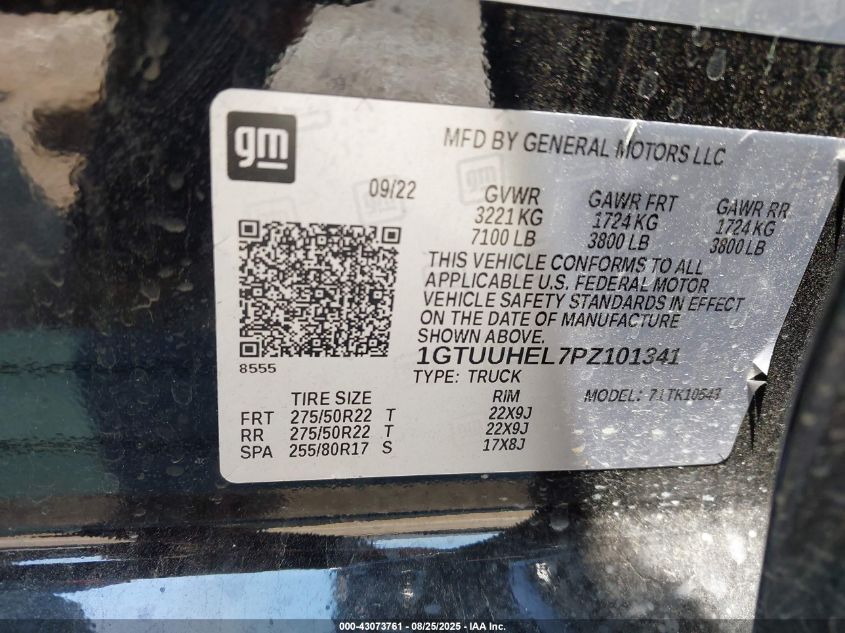 gm
MFD BY GENERAL MOTORS LLC
09/22
GVWR GAWR FRT GAWR RR
3221 KG 1724 KG 1724 KG
7100 LB 3800 LB 3800 LB
THIS VEHICLE CONFORMS TO ALL
APPLICABLE U.S. FEDERAL MOTOR
VEHICLE SAFETY STANDARDS IN EFFECT
ON THE DATE OF MANUFACTURE
SHOWN ABOVE.
8555
1GTUUHEL7PZ101341
TYPE: TRUCK
MODEL:
TIRE SIZE RIM
FRT 275/50R22 T 22X9J
RR 275/50R22 T 22X9J
SPA 255/80R17 S 17X8J
000-43073761 - 08/25/2025 - IAA Inc.